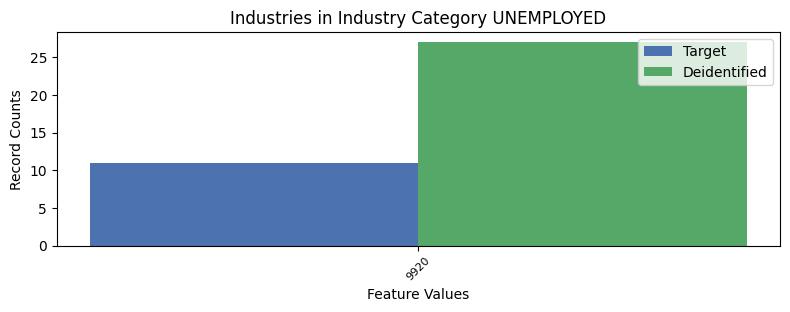 Industries in Industry Category UNEMPLOYED
Target
Deidentified
Record Counts
25
20
15
10
5
0
9920
Feature Values